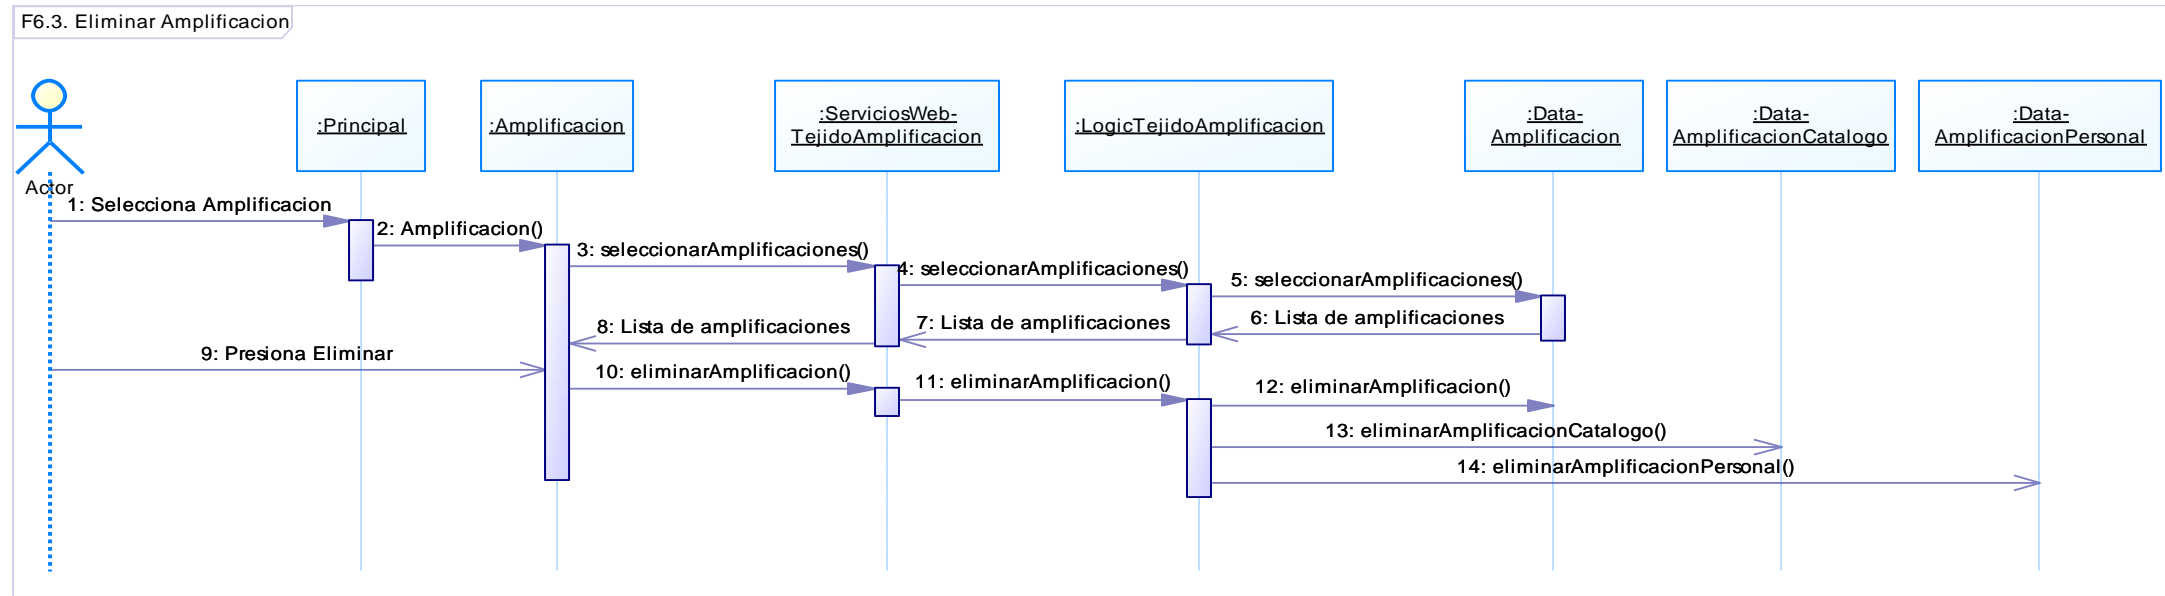 F6.3. Eliminar Amplificacion
:Principal
:Amplificacion
:ServiciosWeb-
TejidoAmplificacion
:LogicTejidoAmplificacion
:Data-
Amplificacion
:Data-
AmplificacionCatalogo
:Data-
AmplificacionPersonal
Actor
1: Selecciona Amplificacion
2: Amplificacion()
3: seleccionarAmplificaciones()
4: seleccionarAmplificaciones()
5: seleccionarAmplificaciones()
6: Lista de amplificaciones
7: Lista de amplificaciones
8: Lista de amplificaciones
9: Presiona Eliminar
10: eliminarAmplificacion()
11: eliminarAmplificacion()
12: eliminarAmplificacion()
13: eliminarAmplificacionCatalogo()
14: eliminarAmplificacionPersonal()